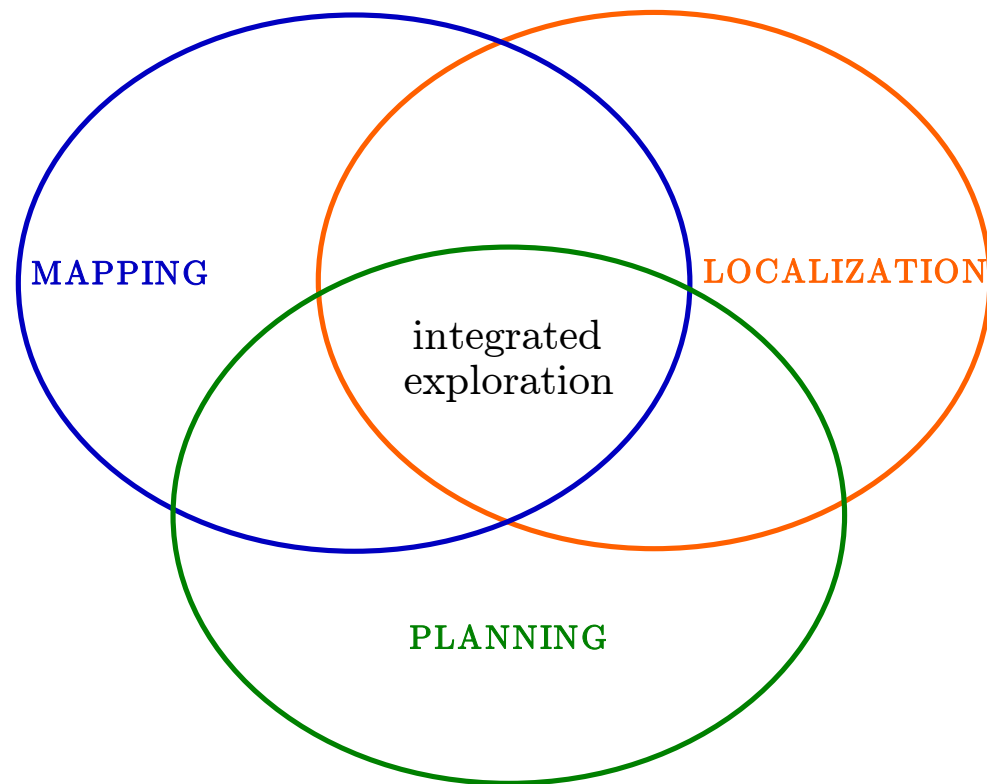 MAPPING
LOCALIZATION
integrated
exploration
PLANNING